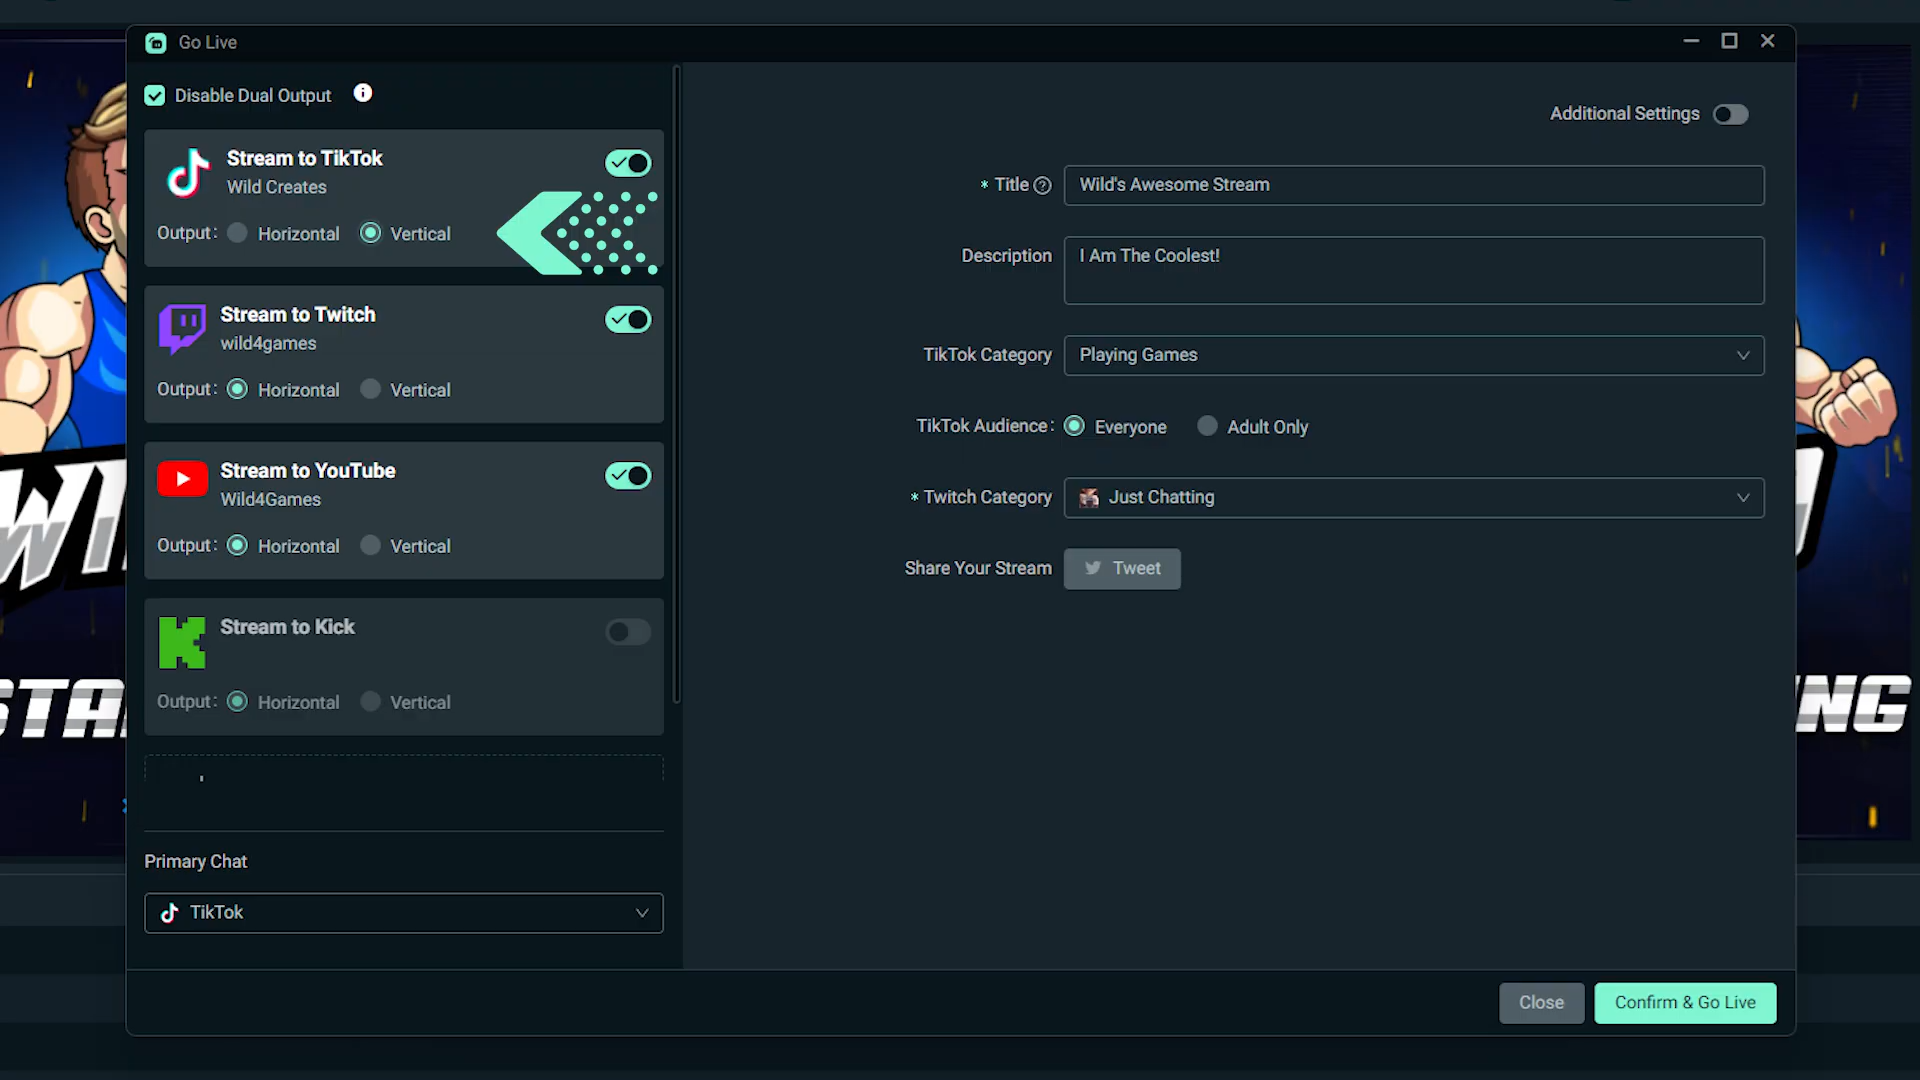 Go Live
Disable Dual Output
Stream to TikTok
Wild Creates
Output: Horizontal Vertical
Stream to Twitch
wild4games
Output: Horizontal Vertical
Stream to YouTube
Wild4Games
Output: Horizontal Vertical
Stream to Kick
Output: Horizontal Vertical
Primary Chat
TikTok
Additional Settings
* Title Wild's Awesome Stream
Description I Am The Coolest!
TikTok Category Playing Games
TikTok Audience: Everyone Adult Only
* Twitch Category Just Chatting
Share Your Stream Tweet
Close Confirm & Go Live